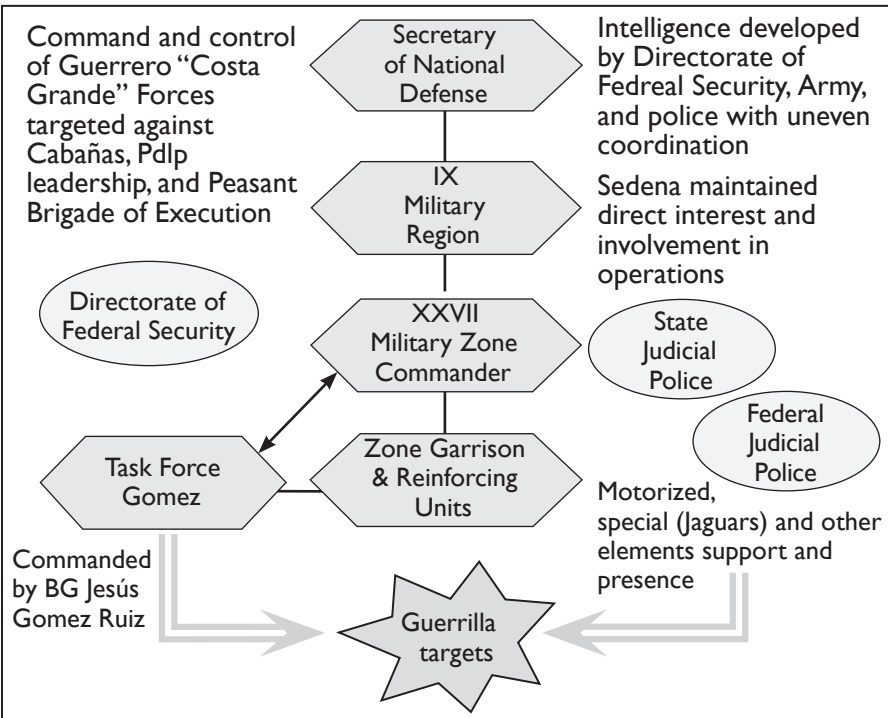 Command and control
of Guerrero “Costa
Grande” Forces
targeted against
Cabañas, Pdlp
leadership, and Peasant
Brigade of Execution
Secretary
of National
Defense
Intelligence developed
by Directorate of
Fedreal Security, Army,
and police with uneven
coordination
IX
Military
Region
Sedena maintained
direct interest and
involvement in
operations
Directorate of
Federal Security
XXVII
Military Zone
Commander
State
Judicial
Police
Federal
Judicial
Police
Task Force
Gomez
Zone Garrison
& Reinforcing
Units
Motorized,
special (Jaguars) and other
elements support and
presence
Commanded
by BG Jesús
Gomez Ruiz
Guerrilla
targets